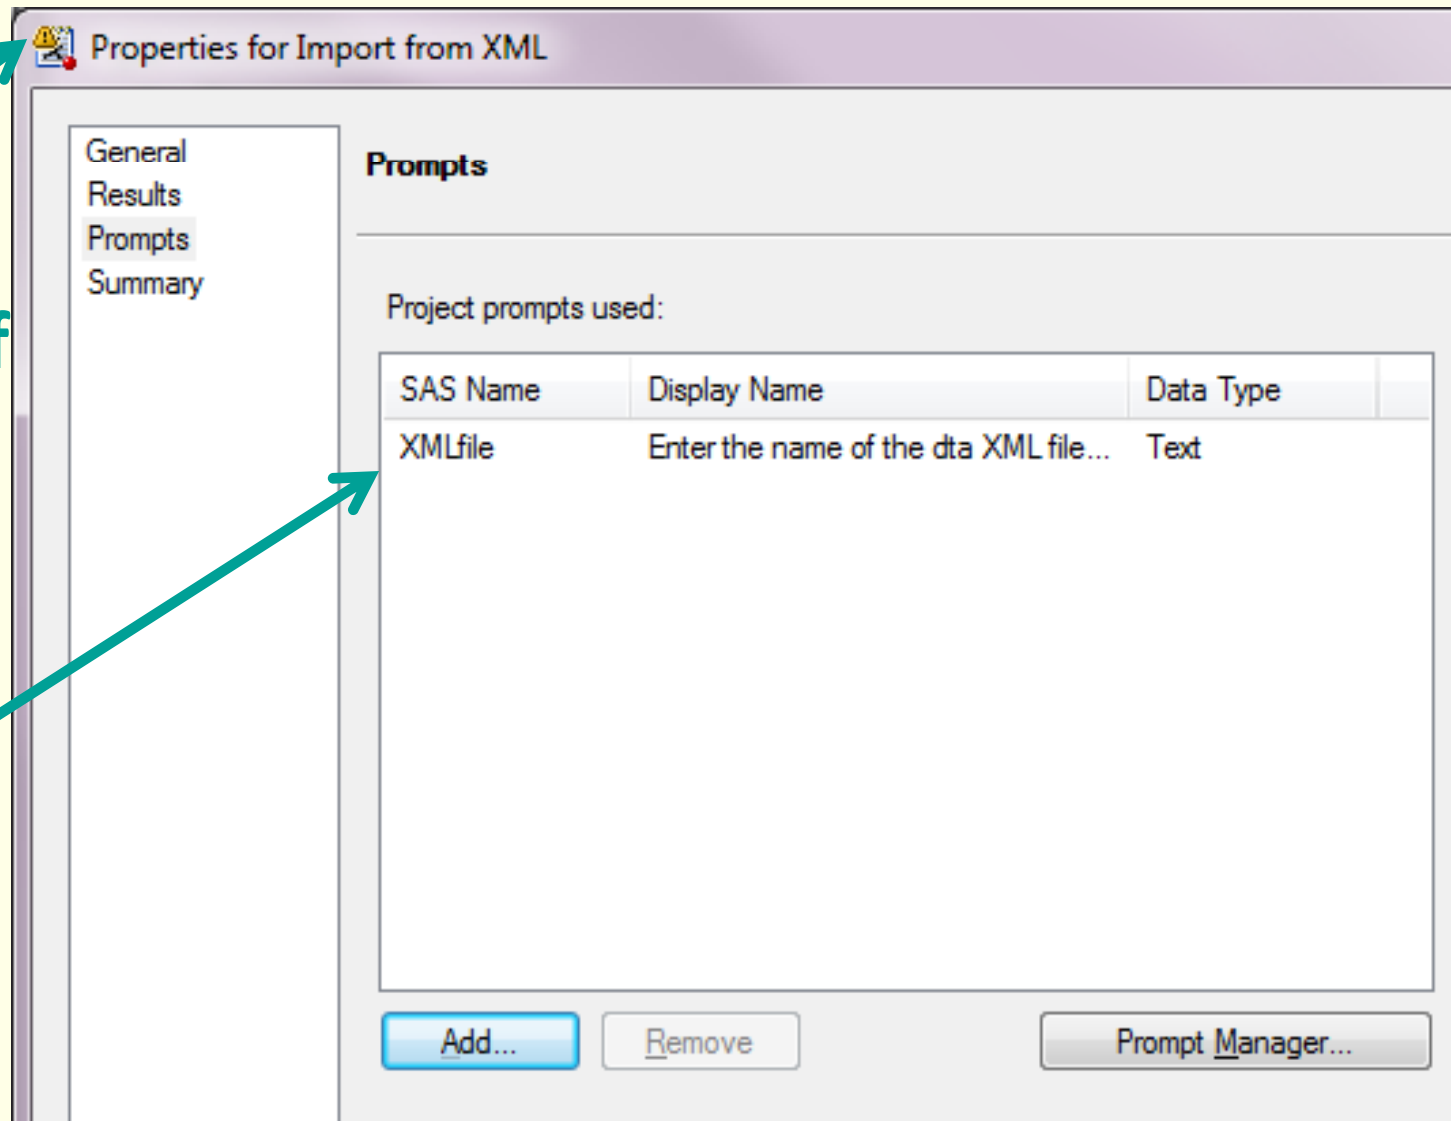 Properties for Import from XML
General
Results
Prompts
Summary
f
Prompts
Project prompts used:
SAS Name Display Name Data Type
XMLfile Enter the name of the dta XML file... Text
Add... Remove Prompt Manager...